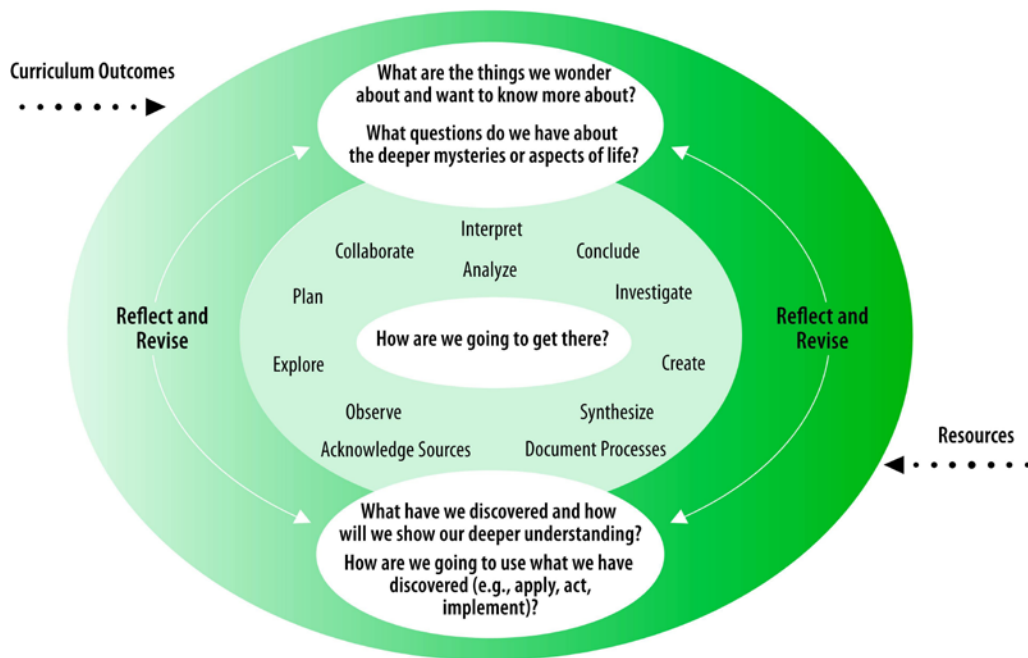 Curriculum Outcomes
What are the things we wonder
about and want to know more about?
What questions do we have about
the deeper mysteries or aspects of life?
Interpret
Collaborate
Conclude
Analyze
Plan
Investigate
Reflect and
Revise
How are we going to get there?
Reflect and
Revise
Explore
Create
Observe
Synthesize
Acknowledge Sources
Document Processes
Resources
What have we discovered and how
will we show our deeper understanding?
How are we going to use what we have
discovered (e.g., apply, act,
implement)?